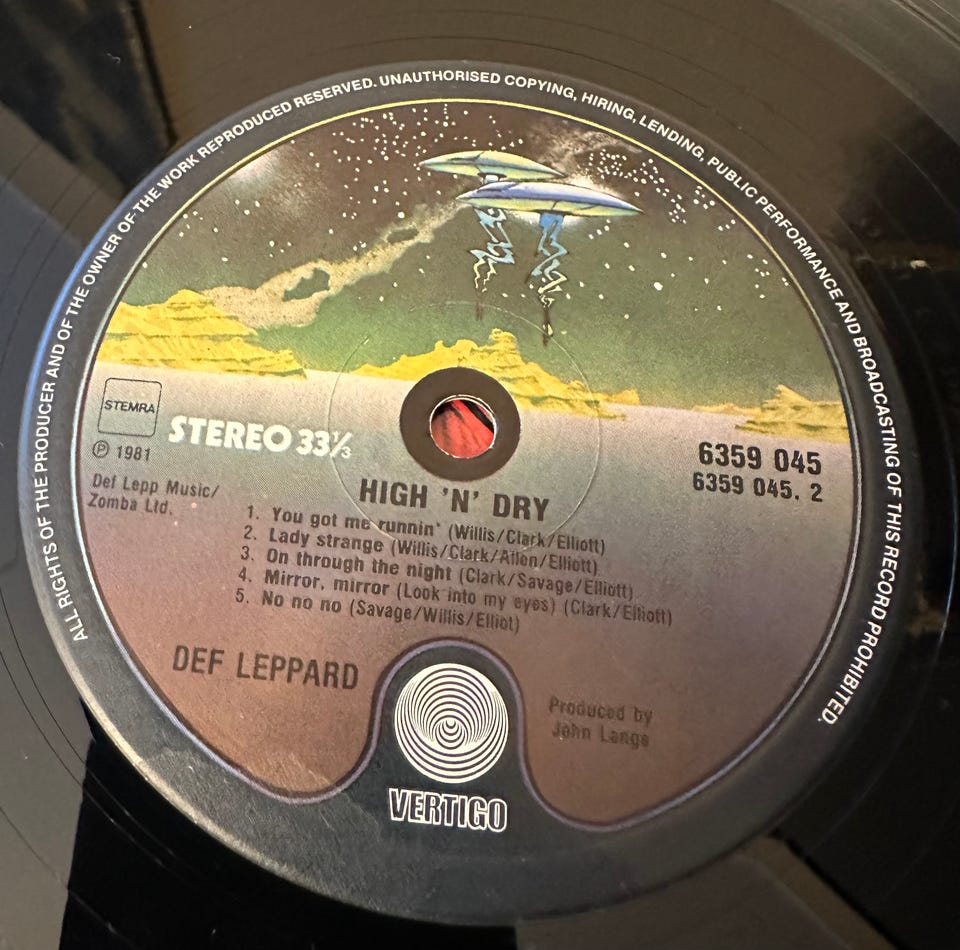 ALL RIGHTS OF THE PRODUCER AND OF THE OWNER OF THE WORK REPRODUCED RESERVED. UNAUTHORISED COPYING, HIRING, LENDING, PUBLIC PERFORMANCE AND BROADCASTING OF THIS RECORD PROHIBITED.
STEMRA
STEREO 33⅓
℗ 1981
6359 045
6359 045. 2
Def Lepp Music/
Zomba Ltd.
HIGH 'N' DRY
1. You got me runnin' (Willis/Clark/Elliott)
2. Lady strange (Willis/Clark/Allen/Elliott)
3. On through the night (Clark/Savage/Elliott)
4. Mirror, mirror (Look into my eyes) (Clark/Elliott)
5. No no no (Savage/Willis/Elliot)
DEF LEPPARD
Produced by
John Lange
VERTIGO